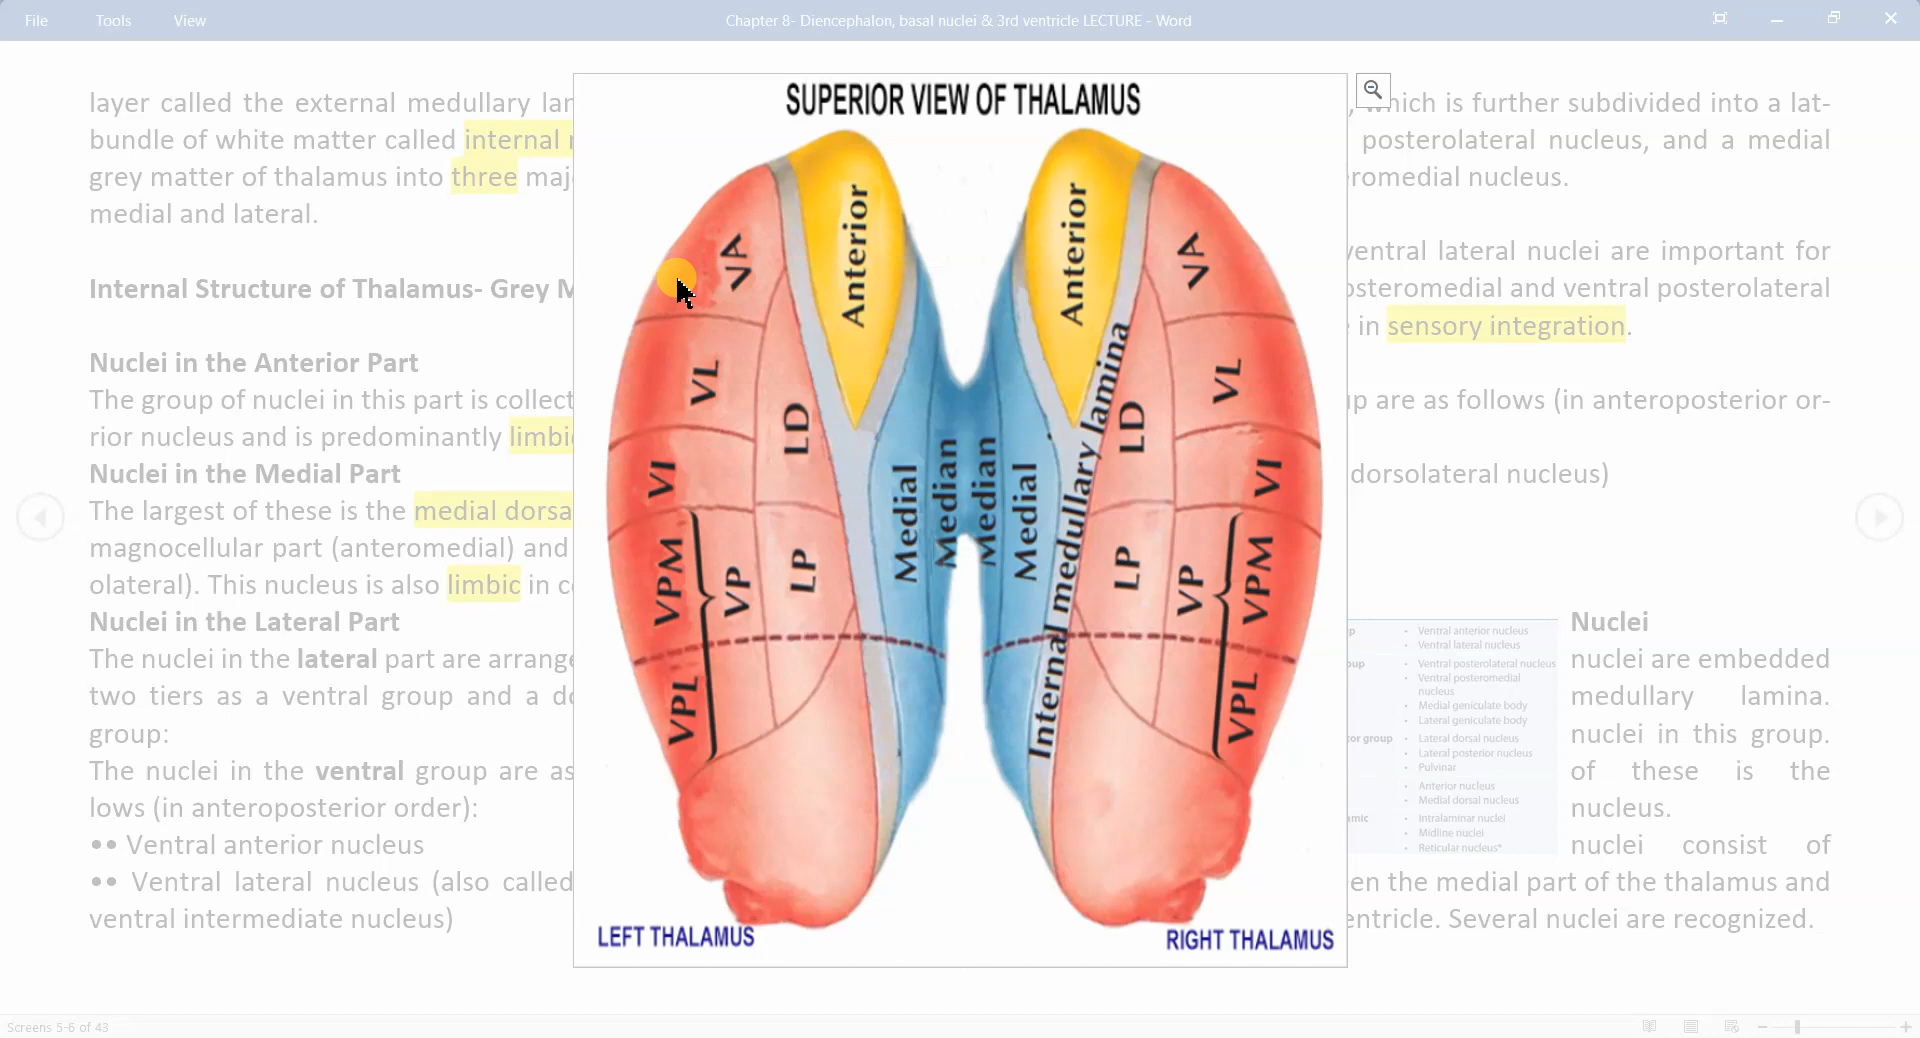 File Tools View Chapter 8- Diencephalon, basal nuclei & 3rd ventricle LECTURE - Word
layer called the external medullary lan
bundle of white matter called internal
grey matter of thalamus into three maj
medial and lateral.
Internal Structure of Thalamus- Grey M
Nuclei in the Anterior Part
The group of nuclei in this part is collect
rior nucleus and is predominantly limbi
Nuclei in the Medial Part
The largest of these is the medial dorsa
magnocellular part (anteromedial) and
olateral). This nucleus is also limbic in c
Nuclei in the Lateral Part
The nuclei in the lateral part are arrange
two tiers as a ventral group and a do
group:
The nuclei in the ventral group are as
lows (in anteroposterior order):
•• Ventral anterior nucleus
•• Ventral lateral nucleus (also called
ventral intermediate nucleus)
SUPERIOR VIEW OF THALAMUS
Anterior
VA
VL
LD
VI
Medial
Median
VPM
VP
LP
VPL
Anterior
VA
VL
LD
VI
Median
Medial
Internal medullary lamina
LP
VP
VPM
VPL
LEFT THALAMUS
RIGHT THALAMUS
, which is further subdivided into a lat-
posterolateral nucleus, and a medial
romedial nucleus.
ventral lateral nuclei are important for
osteromedial and ventral posterolateral
in sensory integration.
p are as follows (in anteroposterior or-
dorsolateral nucleus)
p • Ventral anterior nucleus
• Ventral lateral nucleus
oup • Ventral posterolateral nucleus
• Ventral posteromedial
nucleus
• Medial geniculate body
• Lateral geniculate body
tor group • Lateral dorsal nucleus
• Lateral posterior nucleus
• Pulvinar
• Anterior nucleus
• Medial dorsal nucleus
mic • Intralaminar nuclei
• Midline nuclei
• Reticular nucleus*
Nuclei
nuclei are embedded
medullary lamina.
nuclei in this group.
of these is the
nucleus.
nuclei consist of
en the medial part of the thalamus and
entricle. Several nuclei are recognized.
Screens 5-6 of 43